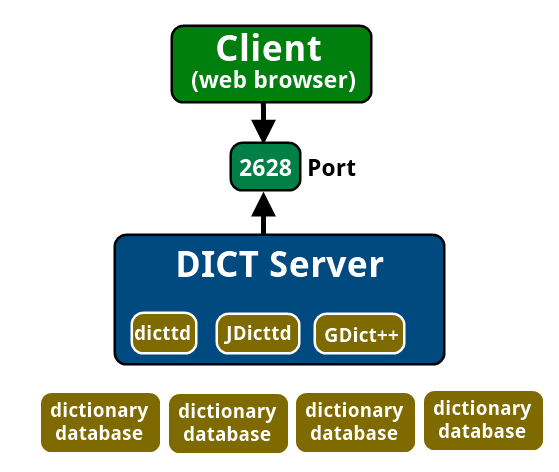 Client
(web browser)
2628 Port
DICT Server
dicttd JDicttd GDict++
dictionary dictionary dictionary dictionary
database database database database